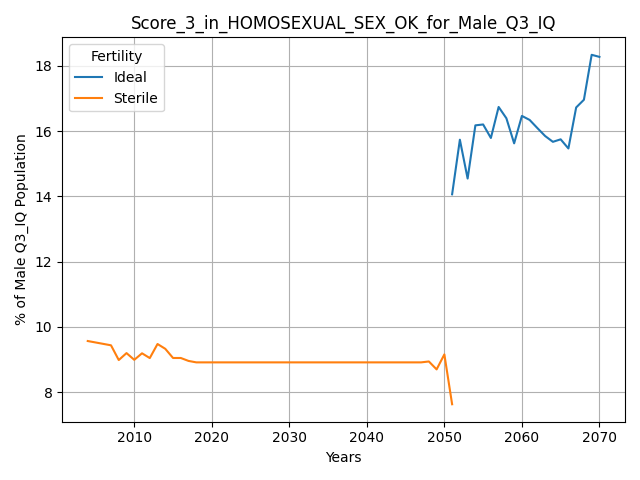 Score_3_in_HOMOSEXUAL_SEX_OK_for_Male_Q3_IQ
Fertility
Ideal
Sterile
% of Male Q3_IQ Population
18
16
14
12
10
8
2010 2020 2030 2040 2050 2060 2070
Years